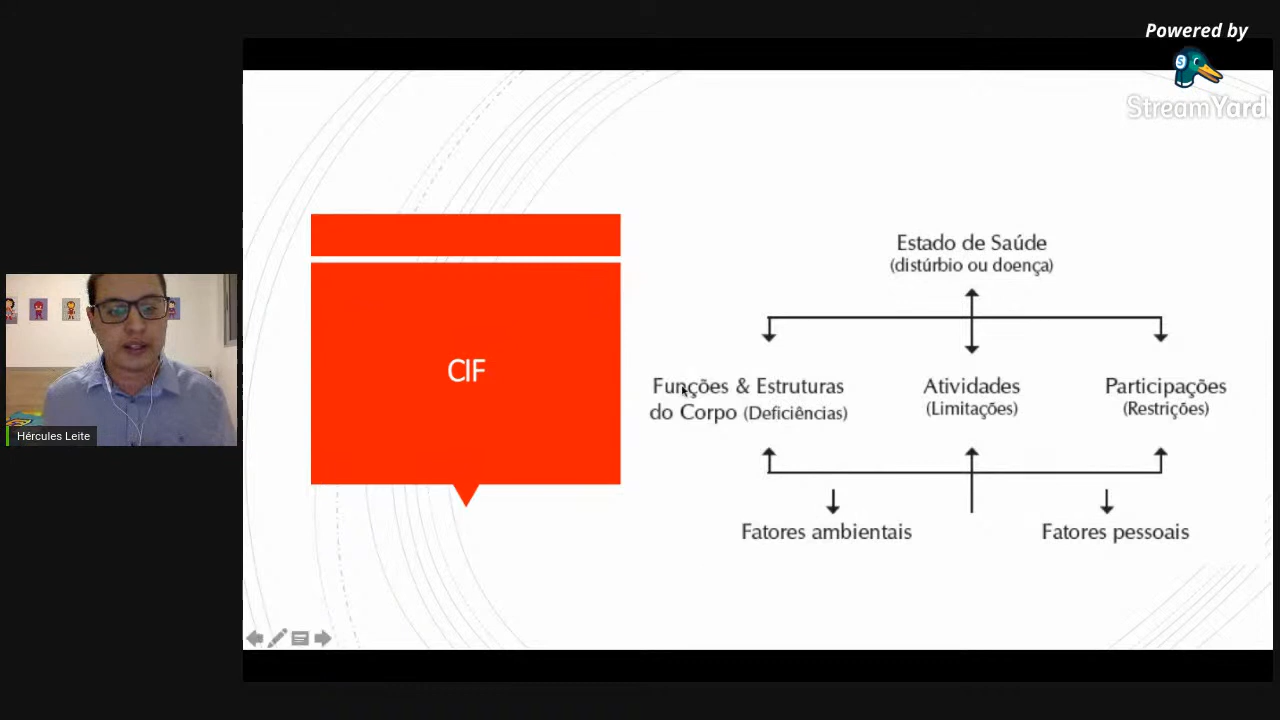 Powered by
StreamYard
Estado de Saúde
(distúrbio ou doença)
CIF
Funções & Estruturas
do Corpo (Deficiências)
Atividades
(Limitações)
Participações
(Restrições)
Fatores ambientais
Fatores pessoais
Hércules Leite